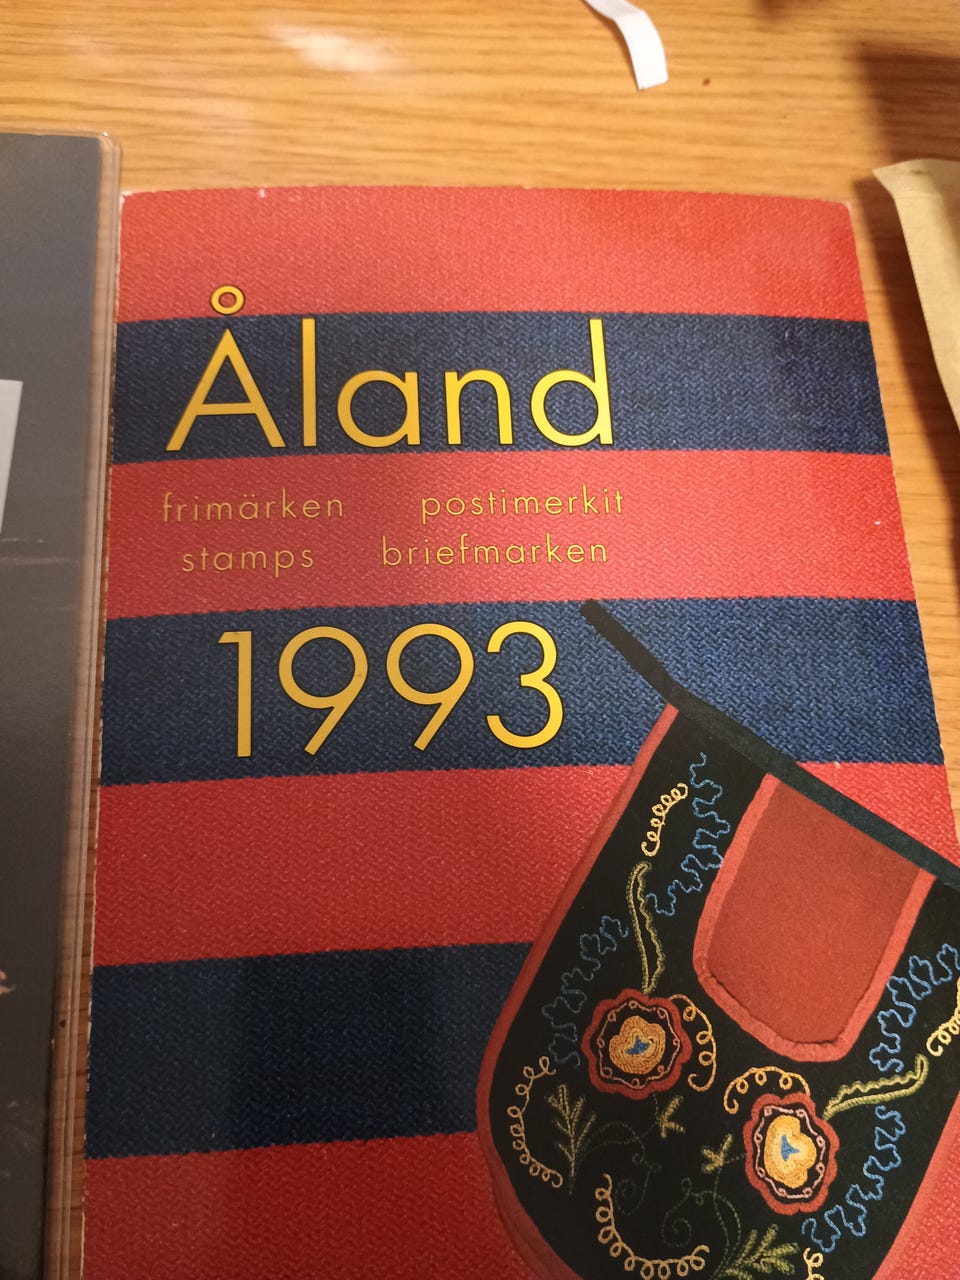 Åland
frimärken postimerkit
stamps briefmarken
1993